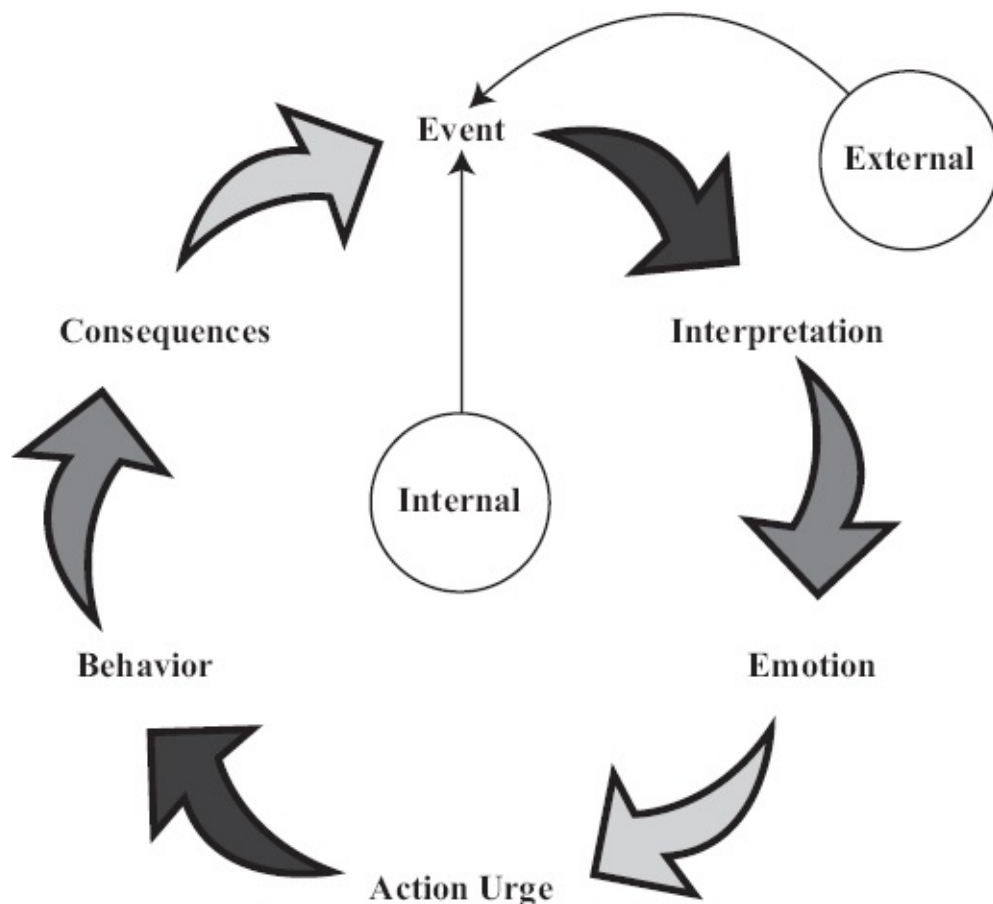 Event
External
Interpretation
Emotion
Action Urge
Behavior
Consequences
Internal